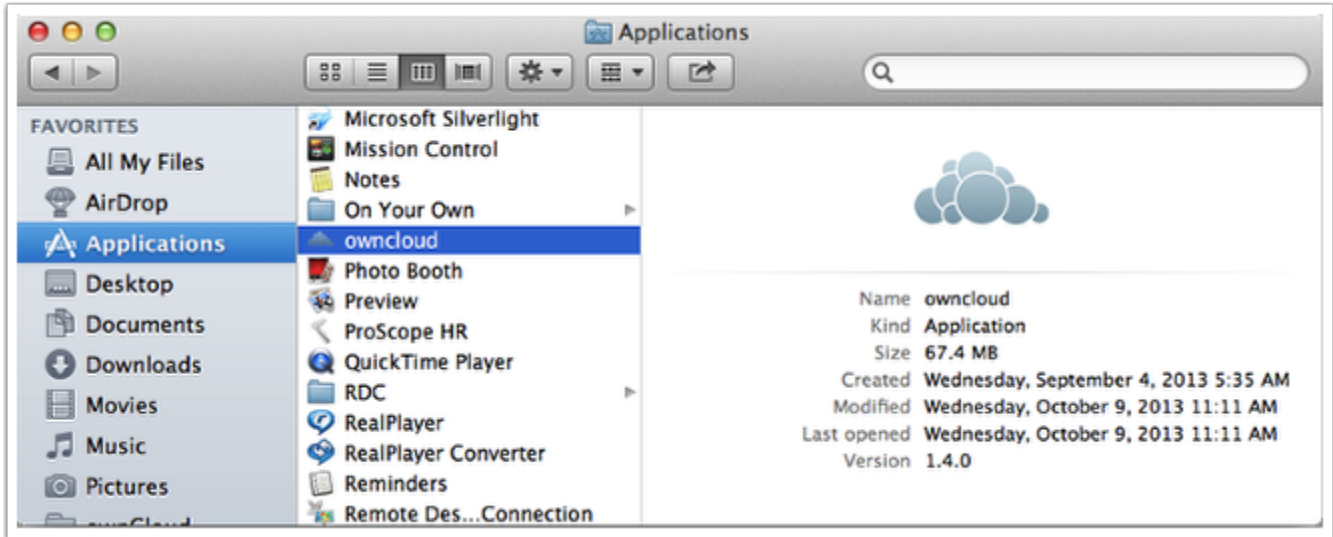 Applications
FAVORITES
All My Files
AirDrop
Applications
Desktop
Documents
Downloads
Movies
Music
Pictures
ownCloud
Microsoft Silverlight
Mission Control
Notes
On Your Own
owncloud
Photo Booth
Preview
ProScope HR
QuickTime Player
RDC
RealPlayer
RealPlayer Converter
Reminders
Remote Des...Connection
Name owncloud
Kind Application
Size 67.4 MB
Created Wednesday, September 4, 2013 5:35 AM
Modified Wednesday, October 9, 2013 11:11 AM
Last opened Wednesday, October 9, 2013 11:11 AM
Version 1.4.0